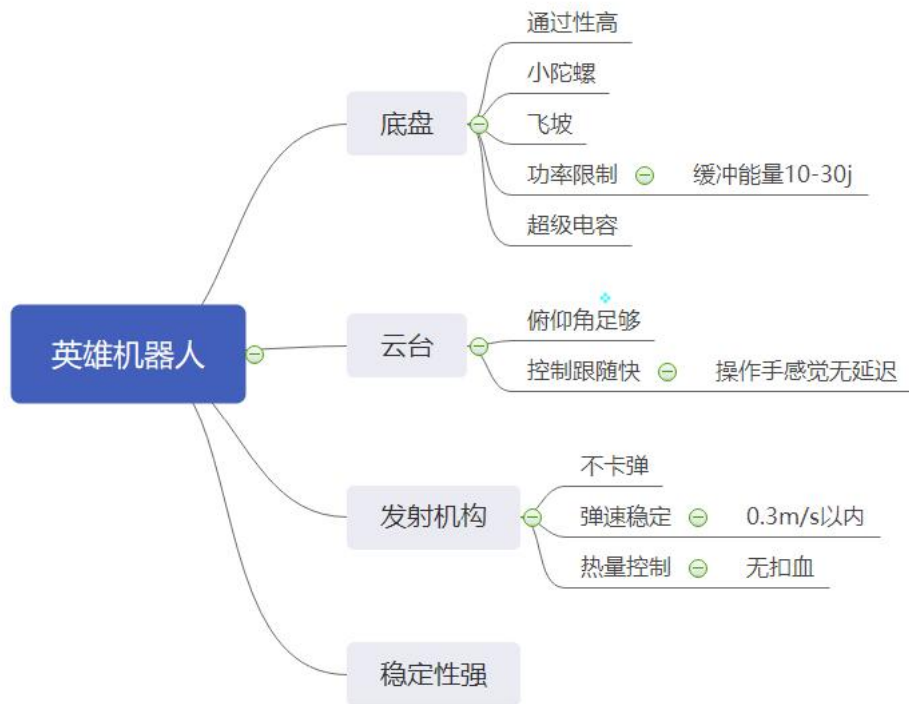 英雄机器人
底盘
通过性高
小陀螺
飞坡
功率限制
缓冲能量10-30j
超级电容
云台
俯仰角足够
控制跟随快
操作手感觉无延迟
发射机构
不卡弹
弹速稳定
0.3m/s以内
热量控制
无扣血
稳定性强